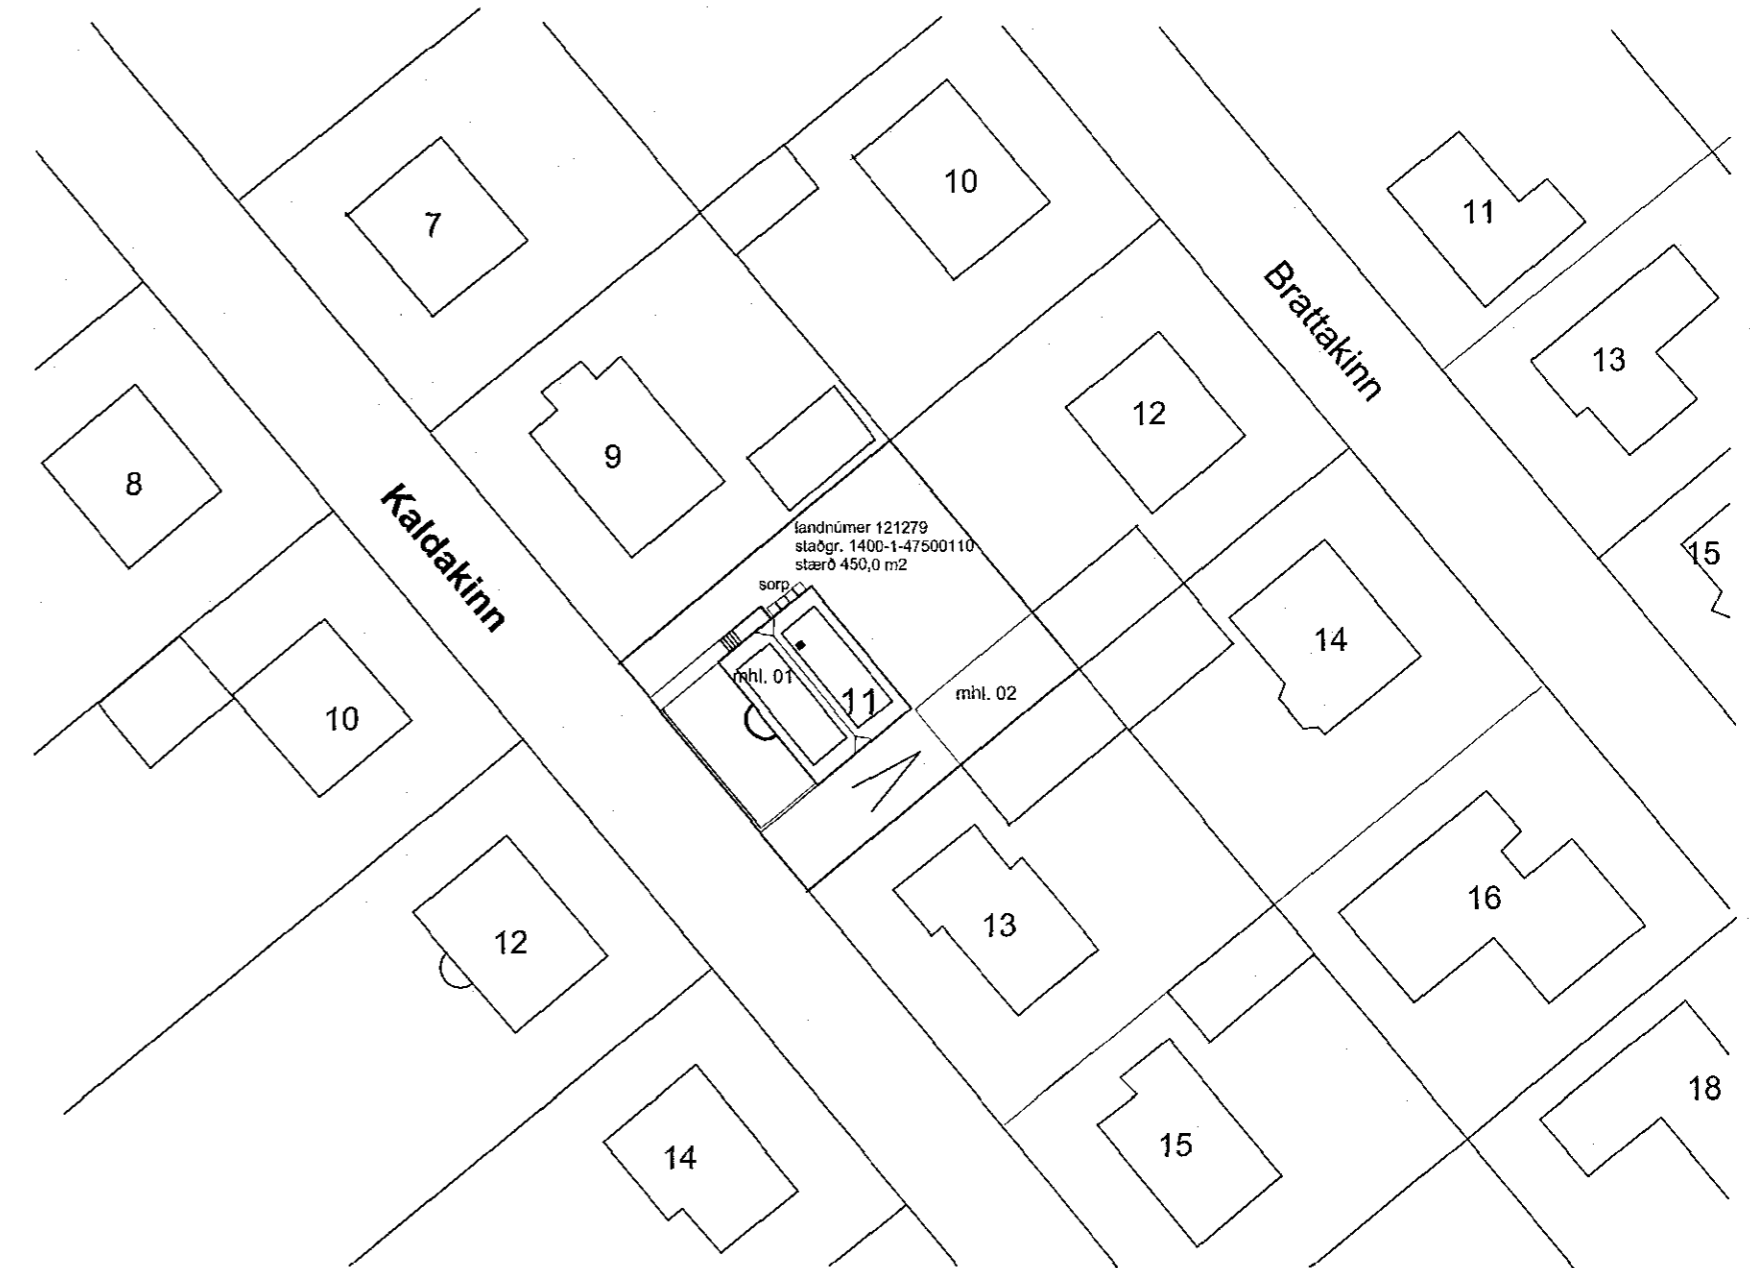 7
10
11
Brattakinn
13
12
9
8
Kaldakinn
landnúmer 121279
staðgr. 1400-1-47500110
stærð 450,0 m2
sorp
15
14
mhl. 01
11
mhl. 02
10
16
13
12
18
15
14